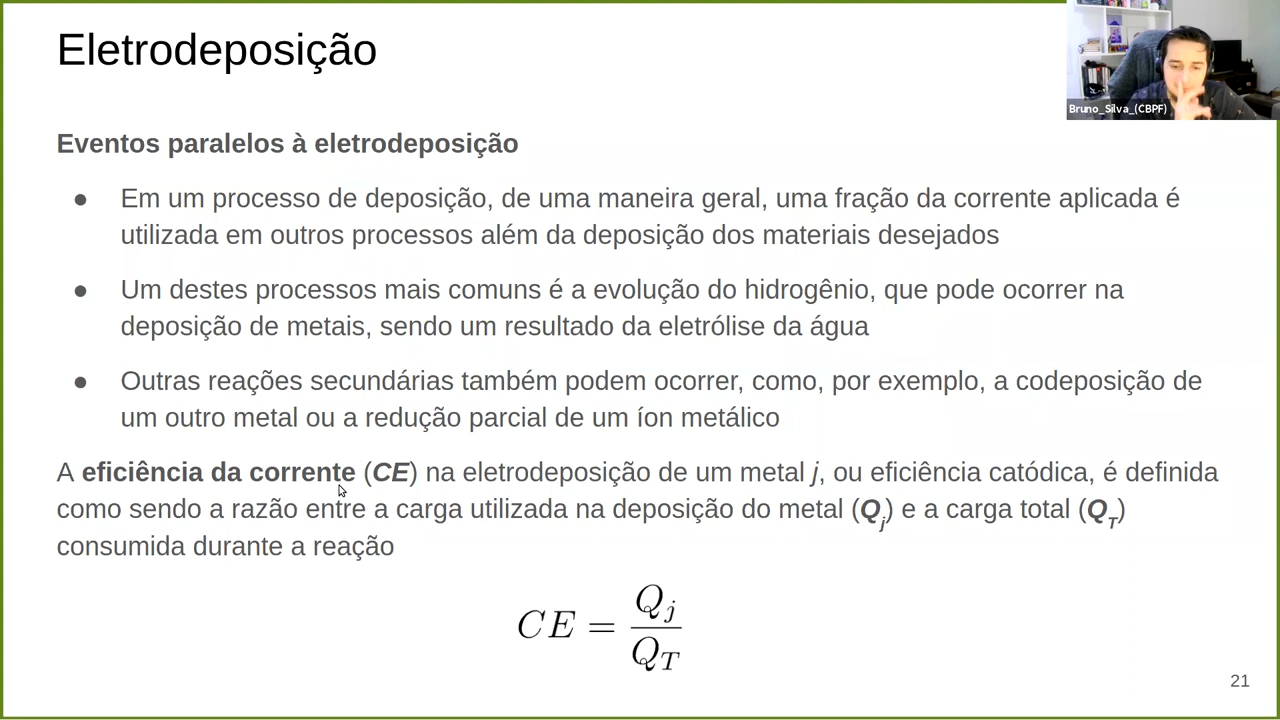 Eletrodeposição
Bruno_Silva_(CBPF)
Eventos paralelos à eletrodeposição
● Em um processo de deposição, de uma maneira geral, uma fração da corrente aplicada é
utilizada em outros processos além da deposição dos materiais desejados
● Um destes processos mais comuns é a evolução do hidrogênio, que pode ocorrer na
deposição de metais, sendo um resultado da eletrólise da água
● Outras reações secundárias também podem ocorrer, como, por exemplo, a codeposição de
um outro metal ou a redução parcial de um íon metálico
A eficiência da corrente (CE) na eletrodeposição de um metal j, ou eficiência catódica, é definida
como sendo a razão entre a carga utilizada na deposição do metal (Q_j) e a carga total (Q_T)
consumida durante a reação
CE = \frac{Q_j}{Q_T}
21